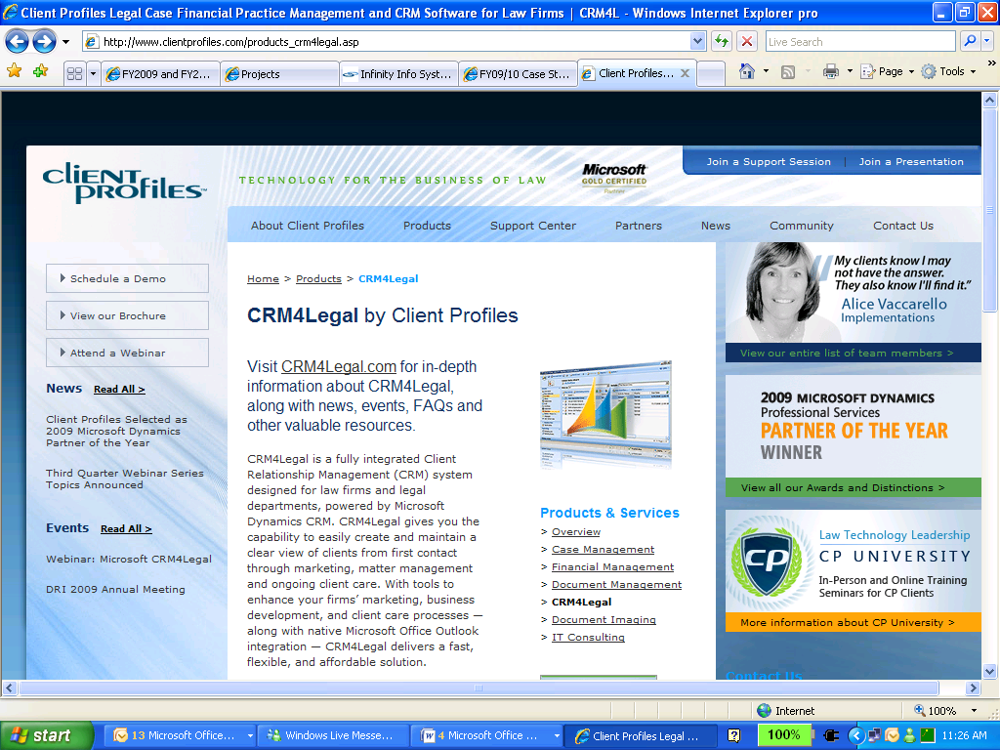 Client Profiles Legal Case Financial Practice Management and CRM Software for Law Firms | CRM4L - Windows Internet Explorer pro
http://www.clientprofiles.com/products_crm4legal.asp
Live Search
FY2009 and FY2...
Projects
Infinity Info Syst...
FY09/10 Case St...
Client Profiles...
Page
Tools
»
CLIENT PROFILES™
TECHNOLOGY FOR THE BUSINESS OF LAW
Microsoft
GOLD CERTIFIED
Partner
Join a Support Session | Join a Presentation
About Client Profiles
Products
Support Center
Partners
News
Community
Contact Us
Schedule a Demo
View our Brochure
Attend a Webinar
News Read All >
Client Profiles Selected as
2009 Microsoft Dynamics
Partner of the Year
Third Quarter Webinar Series
Topics Announced
Events Read All >
Webinar: Microsoft CRM4Legal
DRI 2009 Annual Meeting
Home > Products > CRM4Legal
CRM4Legal by Client Profiles
Visit CRM4Legal.com for in-depth
information about CRM4Legal,
along with news, events, FAQs and
other valuable resources.
CRM4Legal is a fully integrated Client
Relationship Management (CRM) system
designed for law firms and legal
departments, powered by Microsoft
Dynamics CRM. CRM4Legal gives you the
capability to easily create and maintain a
clear view of clients from first contact
through marketing, matter management
and ongoing client care. With tools to
enhance your firms' marketing, business
development, and client care processes —
along with native Microsoft Office Outlook
integration — CRM4Legal delivers a fast,
flexible, and affordable solution.
Products & Services
> Overview
> Case Management
> Financial Management
> Document Management
> CRM4Legal
> Document Imaging
> IT Consulting
"My clients know I may
not have the answer.
They also know I'll find it."
Alice Vaccarello
Implementations
View our entire list of team members >
2009 MICROSOFT DYNAMICS
Professional Services
PARTNER OF THE YEAR
WINNER
View all our Awards and Distinctions >
CP
Law Technology Leadership
CP UNIVERSITY
In-Person and Online Training
Seminars for CP Clients
More information about CP University >
Contact Us
Internet
100%
start
13 Microsoft Office...
Windows Live Messe...
4 Microsoft Office ...
Client Profiles Legal ...
100%
11:26 AM